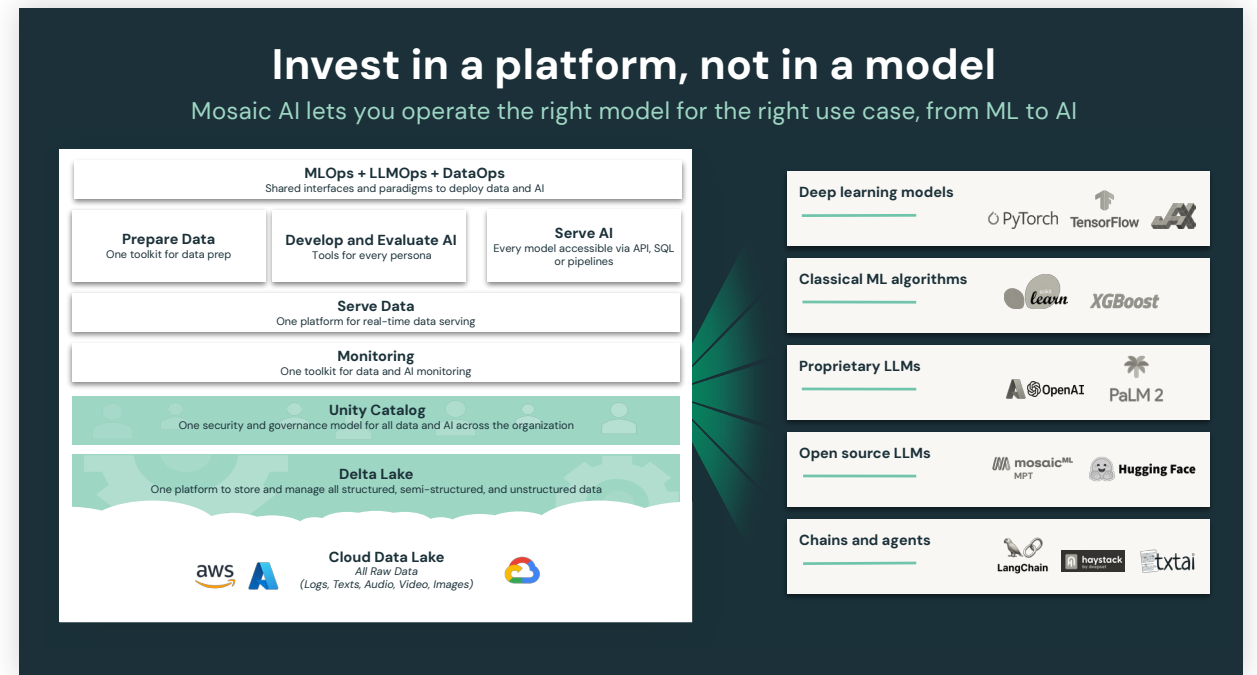 Invest in a platform, not in a model
Mosaic AI lets you operate the right model for the right use case, from ML to AI
MLOps + LLMOps + DataOps
Shared interfaces and paradigms to deploy data and AI
Prepare Data
One toolkit for data prep
Develop and Evaluate AI
Tools for every persona
Serve AI
Every model accessible via API, SQL
or pipelines
Serve Data
One platform for real-time data serving
Monitoring
One toolkit for data and AI monitoring
Unity Catalog
One security and governance model for all data and AI across the organization
Delta Lake
One platform to store and manage all structured, semi-structured, and unstructured data
aws
Cloud Data Lake
All Raw Data
(Logs, Texts, Audio, Video, Images)
Deep learning models
PyTorch
TensorFlow
JAX
Classical ML algorithms
learn
XGBoost
Proprietary LLMs
OpenAI
PaLM 2
Open source LLMs
mosaicML
MPT
Hugging Face
Chains and agents
LangChain
haystack
by deepset
txtai